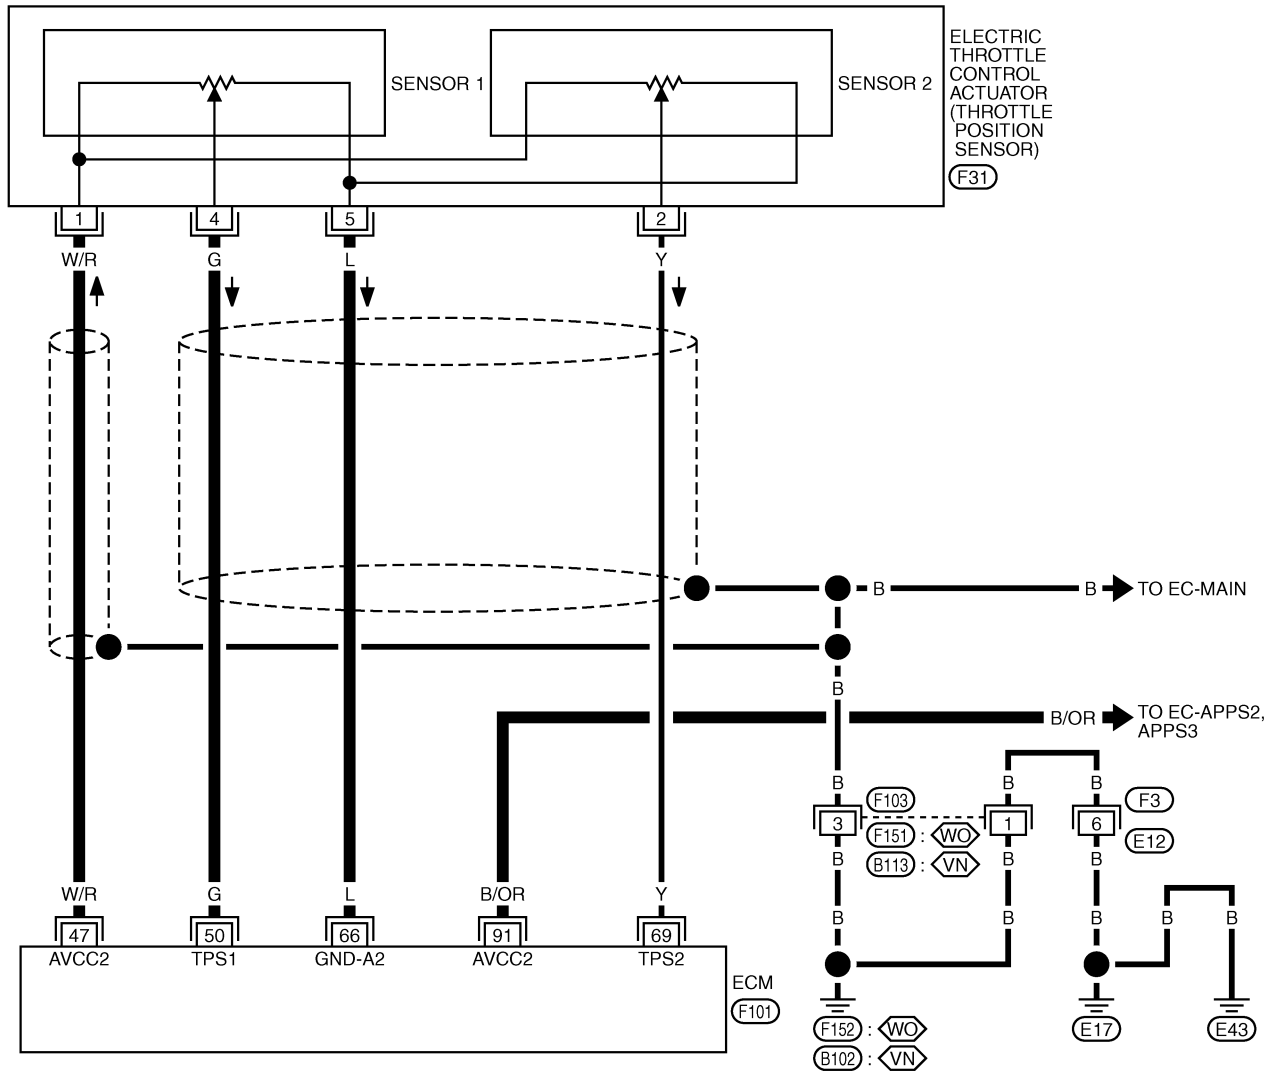 ELECTRIC
THROTTLE
CONTROL
ACTUATOR
(THROTTLE
POSITION
SENSOR)
SENSOR 1
SENSOR 2
F31
1
4
5
2
W/R
G
L
Y
B
B
TO EC-MAIN
B
B/OR
TO EC-APPS2,
APPS3
B
B
B
F103
F3
3
1
6
F151 : WO
E12
B113 : VN
B
B
B
W/R
G
L
B/OR
Y
B
B
B
B
B
47
50
66
91
69
AVCC2
TPS1
GND-A2
AVCC2
TPS2
ECM
F101
F152 : WO
E17
E43
B102 : VN